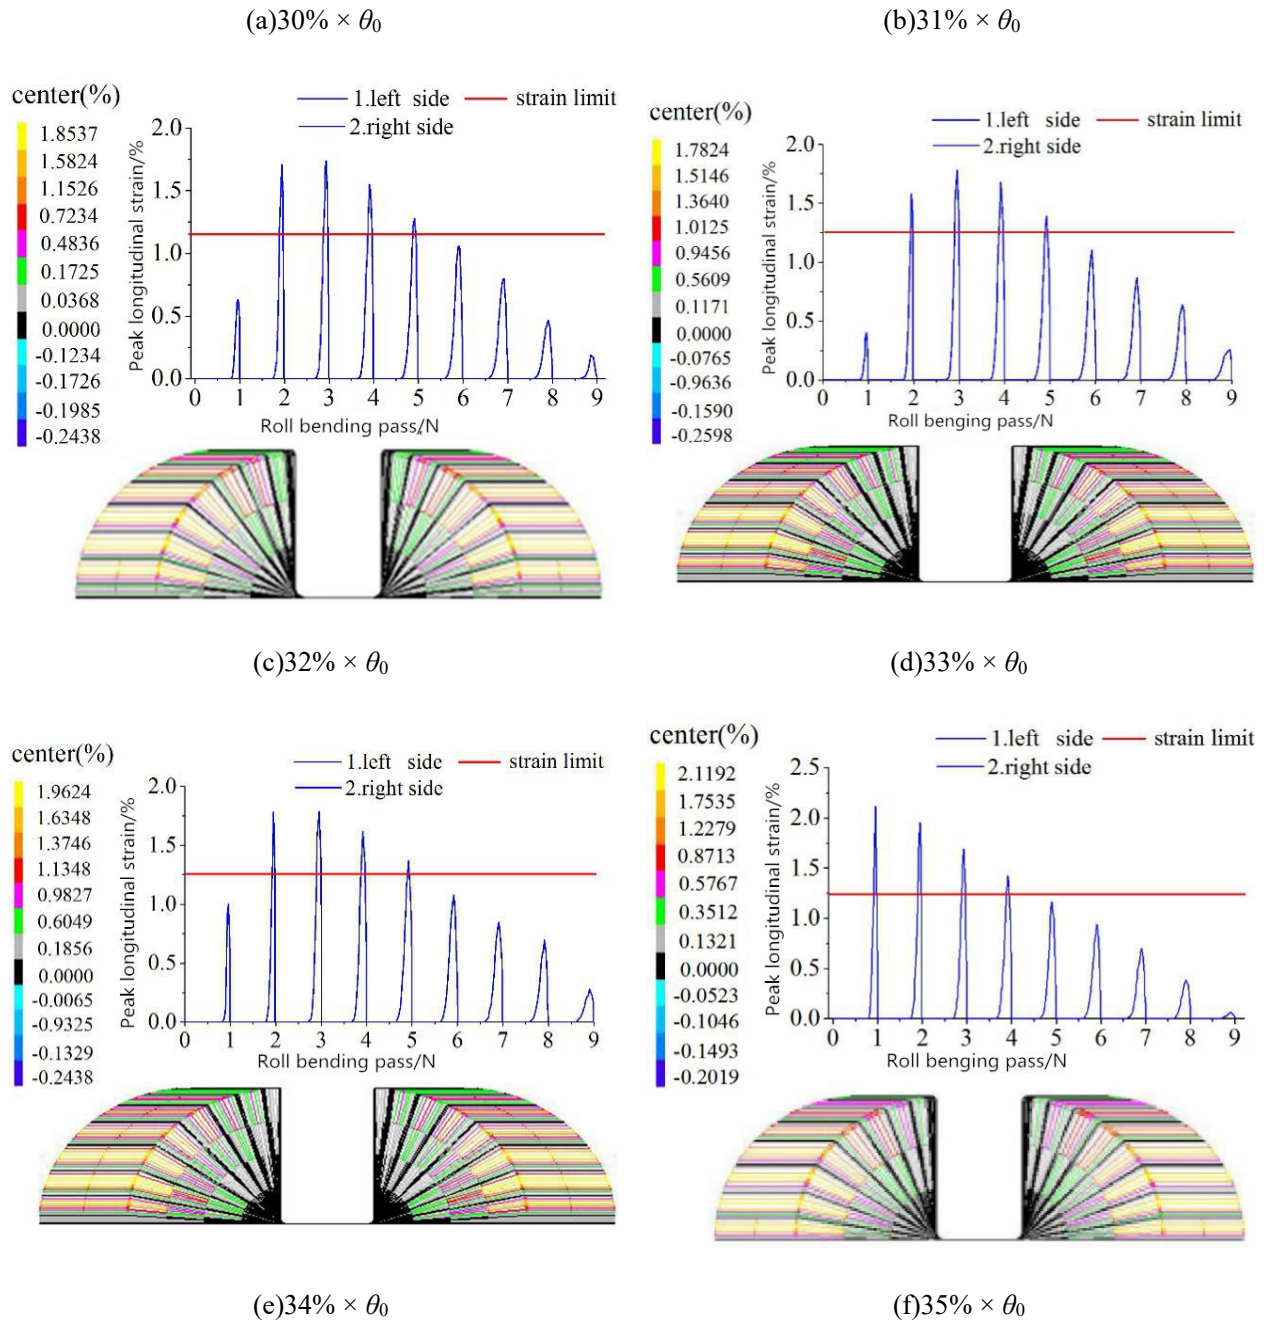 (a)30% × θ0
(b)31% × θ0
center(%)
1.8537
1.5824
1.1526
0.7234
0.4836
0.1725
0.0368
0.0000
-0.1234
-0.1726
-0.1985
-0.2438
1.left side
strain limit
2.right side
Peak longitudinal strain/%
2.0
1.5
1.0
0.5
0.0
0 1 2 3 4 5 6 7 8 9
Roll bending pass/N
center(%)
1.7824
1.5146
1.3640
1.0125
0.9456
0.5609
0.1171
0.0000
-0.0765
-0.9636
-0.1590
-0.2598
1.left side
strain limit
2.right side
Peak longitudinal strain/%
2.0
1.5
1.0
0.5
0.0
0 1 2 3 4 5 6 7 8 9
Roll benging pass/N
(c)32% × θ0
(d)33% × θ0
center(%)
1.9624
1.6348
1.3746
1.1348
0.9827
0.6049
0.1856
0.0000
-0.0065
-0.9325
-0.1329
-0.2438
1.left side
strain limit
2.right side
Peak longitudinal strain/%
2.0
1.5
1.0
0.5
0.0
0 1 2 3 4 5 6 7 8 9
Roll bending pass/N
center(%)
2.1192
1.7535
1.2279
0.8713
0.5767
0.3512
0.1321
0.0000
-0.0523
-0.1046
-0.1493
-0.2019
1.left side
strain limit
2.right side
Peak longitudinal strain/%
2.5
2.0
1.5
1.0
0.5
0.0
0 1 2 3 4 5 6 7 8 9
Roll benging pass/N
(e)34% × θ0
(f)35% × θ0